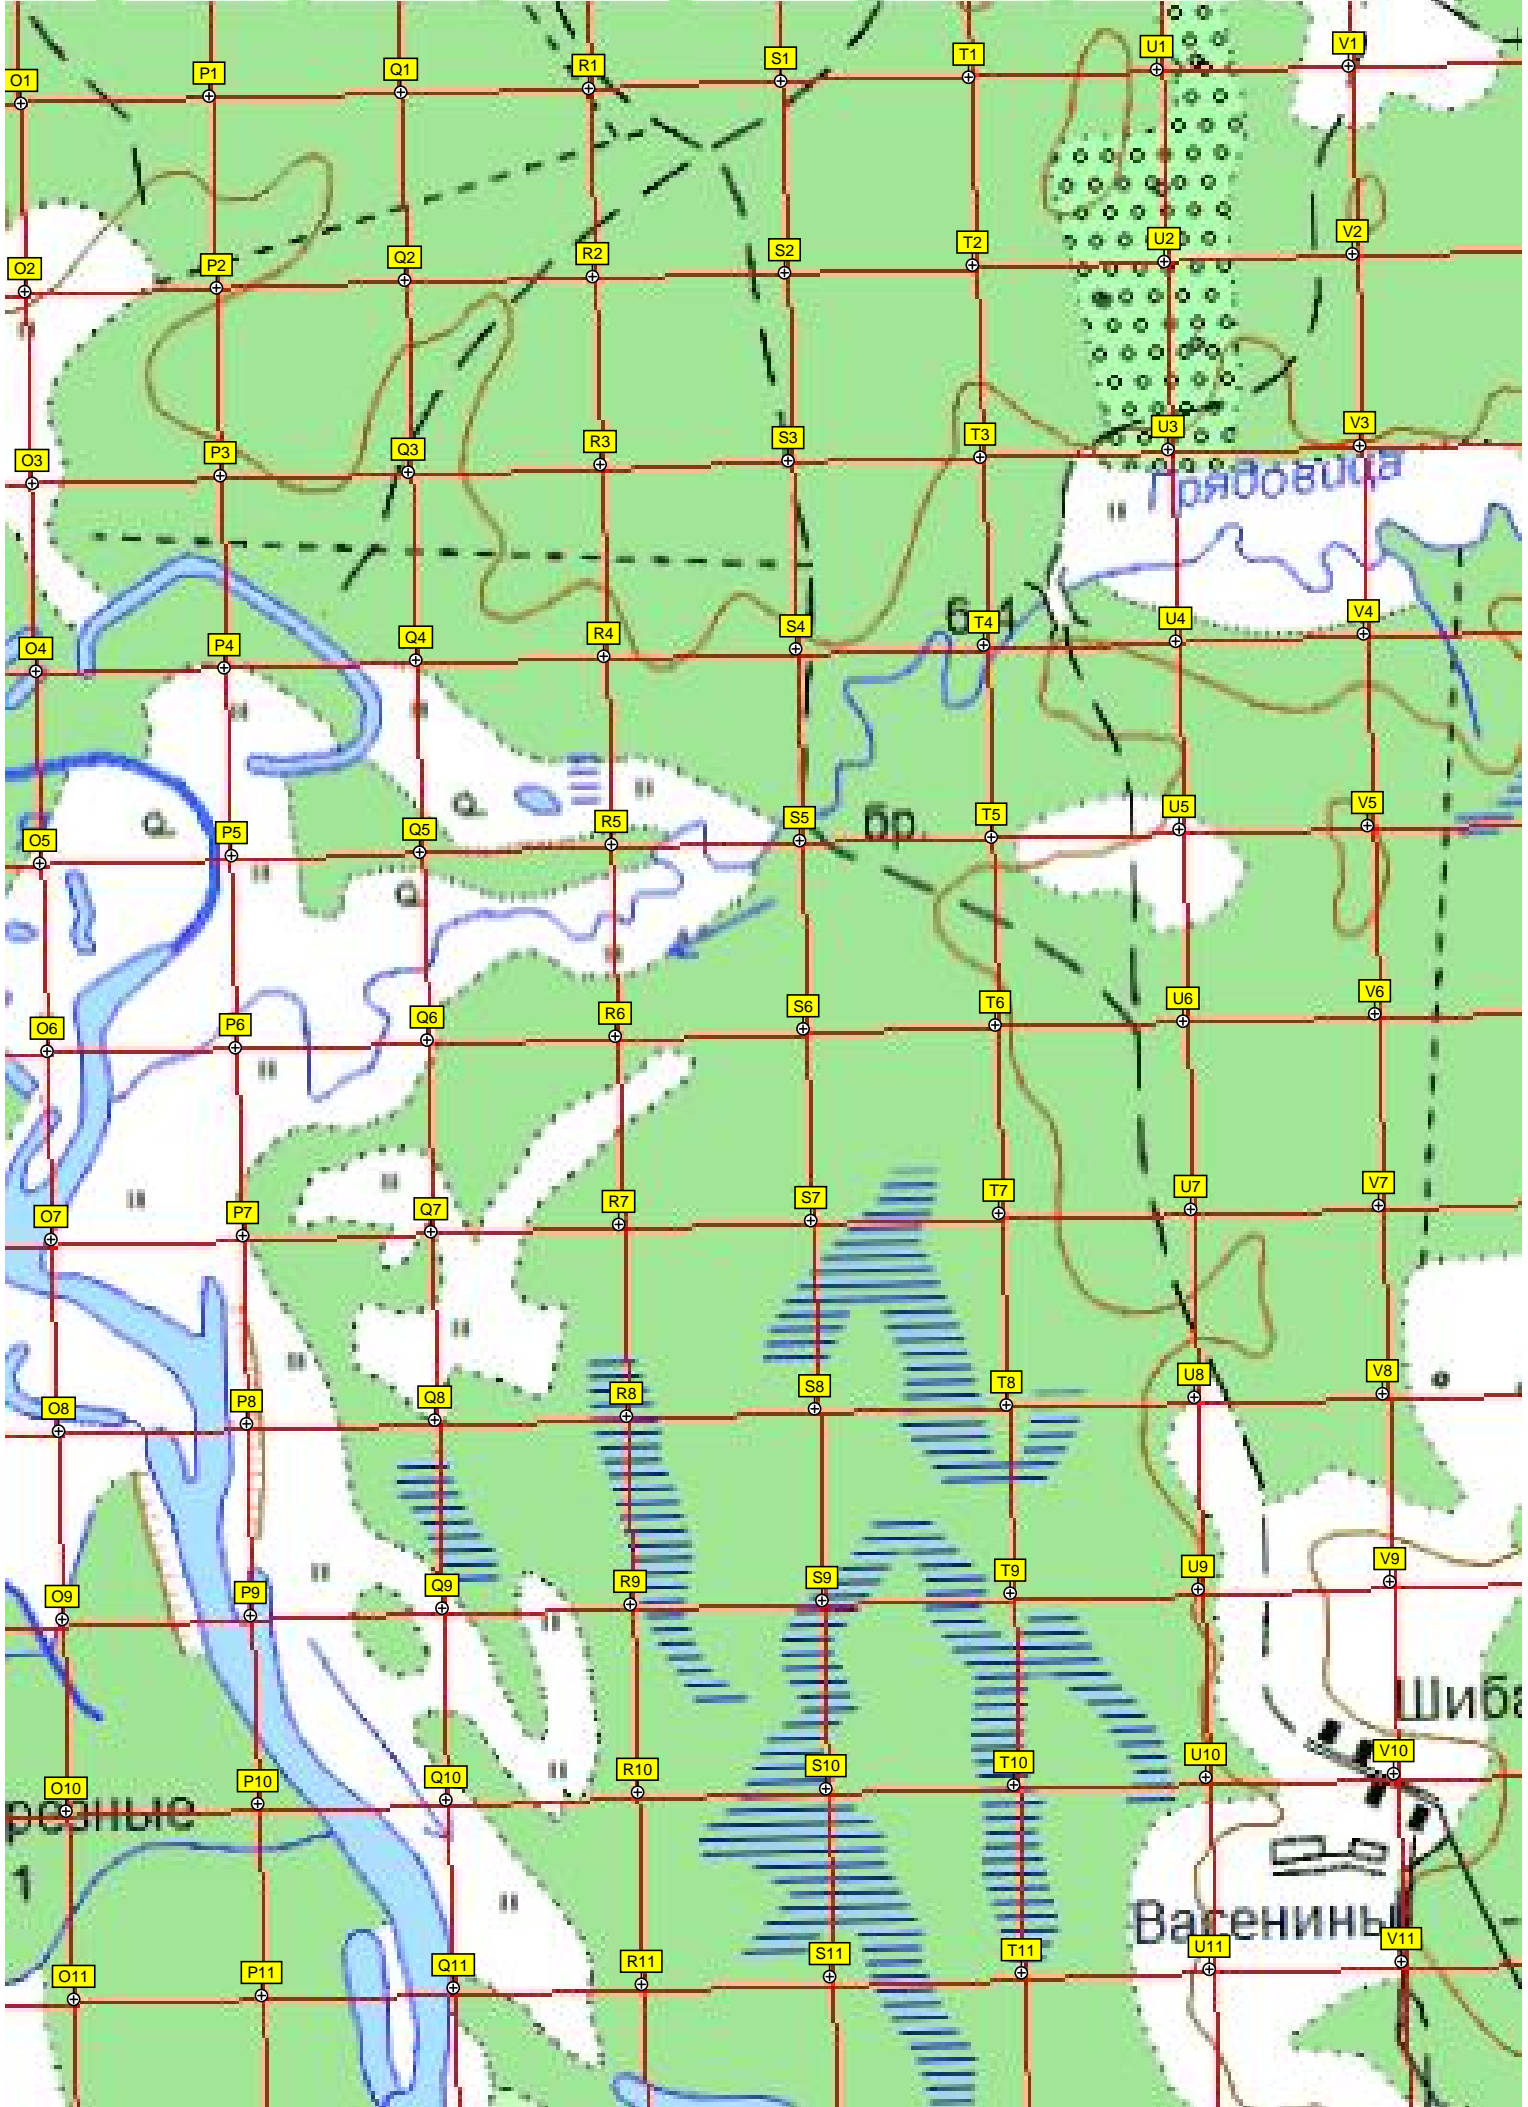 O1 P1 Q1 R1 S1 T1 U1 V1
O2 P2 Q2 R2 S2 T2 U2 V2
O3 P3 Q3 R3 S3 T3 U3 V3
Грядовица
O4 P4 Q4 R4 S4 T4 U4 V4
O5 P5 Q5 R5 S5 бр. T5 U5 V5
O6 P6 Q6 R6 S6 T6 U6 V6
O7 P7 Q7 R7 S7 T7 U7 V7
O8 P8 Q8 R8 S8 T8 U8 V8
O9 P9 Q9 R9 S9 T9 U9 V9
Шиба
O10 P10 Q10 R10 S10 T10 U10 V10
1
Васенины
O11 P11 Q11 R11 S11 T11 U11 V11